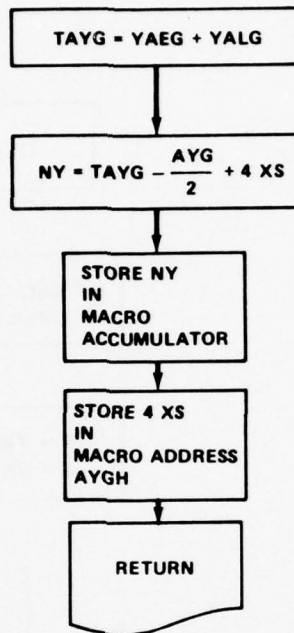 TAYG = YAEG + YALG
NY = TAYG - AYG/2 + 4 XS
STORE NY
IN
MACRO
ACCUMULATOR
STORE 4 XS
IN
MACRO ADDRESS
AYGH
RETURN